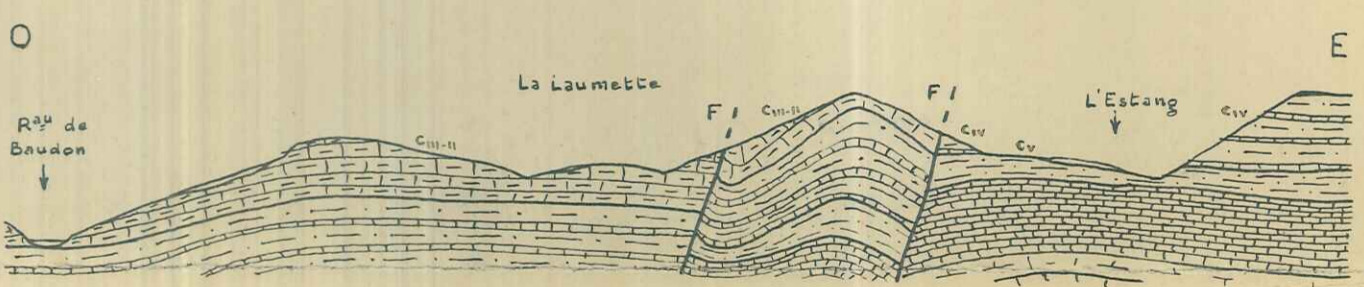 O
E
La Laumette
Rau de
Baudon
L'Estang
F
F
CIII-II
CIII-II
CIV
CV
CIV